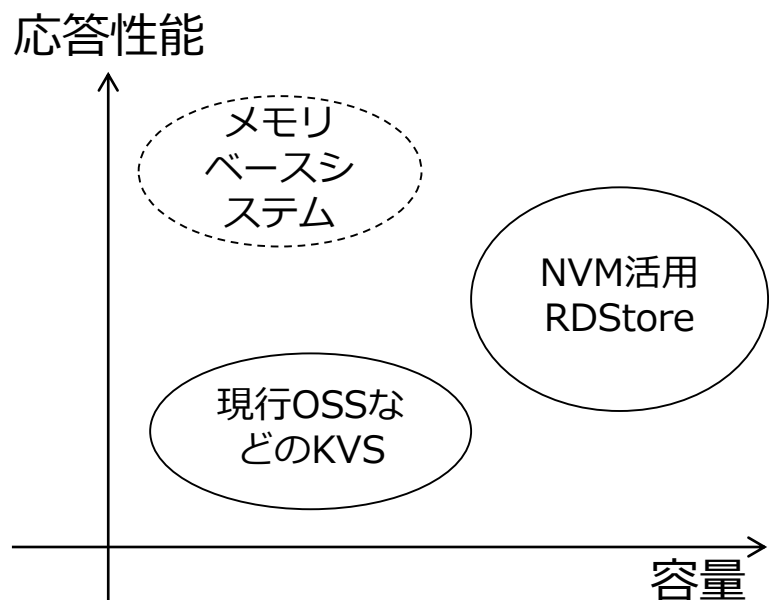 応答性能
メモリ
ベースシ
ステム
NVM活用
RDStore
現行OSSな
どのKVS
容量